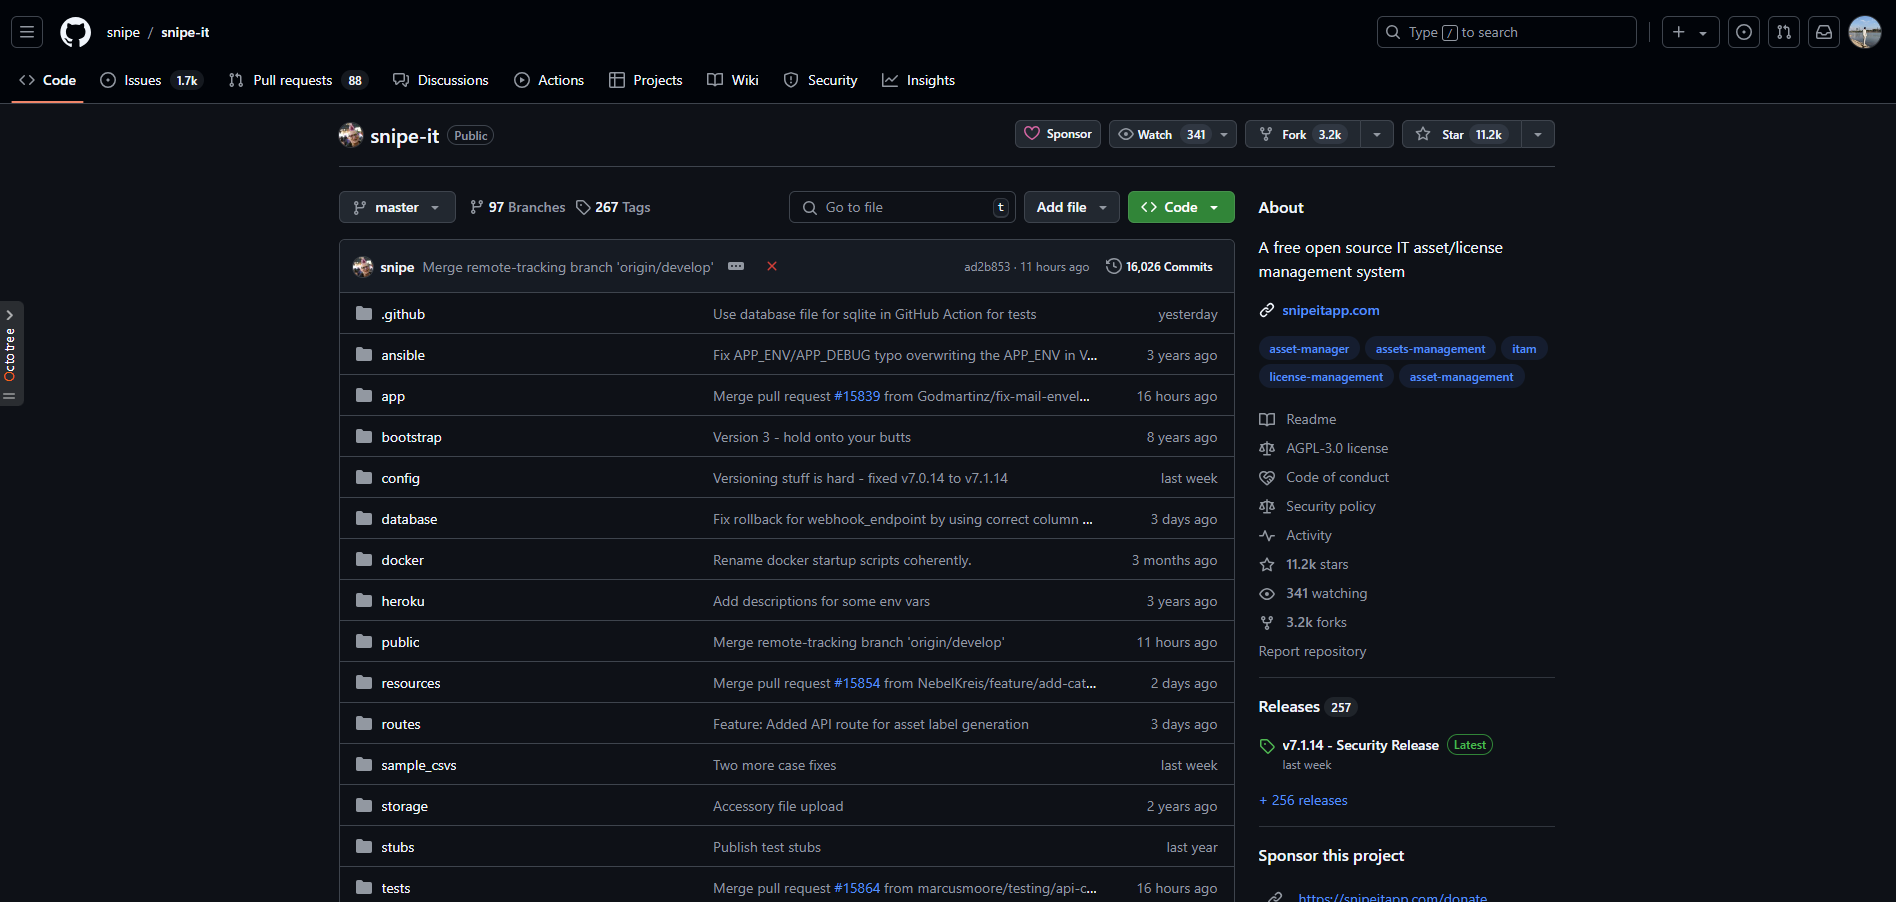 snipe / snipe-it
Type / to search
Code
Issues 1.7k
Pull requests 88
Discussions
Actions
Projects
Wiki
Security
Insights
snipe-it Public
Sponsor
Watch 341
Fork 3.2k
Star 11.2k
master
97 Branches
267 Tags
Go to file t
Add file
Code
snipe Merge remote-tracking branch 'origin/develop'
ad2b853 · 11 hours ago
16,026 Commits
.github Use database file for sqlite in GitHub Action for tests yesterday
ansible Fix APP_ENV/APP_DEBUG typo overwriting the APP_ENV in V... 3 years ago
app Merge pull request #15839 from Godmartinz/fix-mail-envel... 16 hours ago
bootstrap Version 3 - hold onto your butts 8 years ago
config Versioning stuff is hard - fixed v7.0.14 to v7.1.14 last week
database Fix rollback for webhook_endpoint by using correct column ... 3 days ago
docker Rename docker startup scripts coherently. 3 months ago
heroku Add descriptions for some env vars 3 years ago
public Merge remote-tracking branch 'origin/develop' 11 hours ago
resources Merge pull request #15854 from NebelKreis/feature/add-cat... 2 days ago
routes Feature: Added API route for asset label generation 3 days ago
sample_csvs Two more case fixes last week
storage Accessory file upload 2 years ago
stubs Publish test stubs last year
tests Merge pull request #15864 from marcusmoore/testing/api-c... 16 hours ago
About
A free open source IT asset/license
management system
snipeitapp.com
asset-manager assets-management itam
license-management asset-management
Readme
AGPL-3.0 license
Code of conduct
Security policy
Activity
11.2k stars
341 watching
3.2k forks
Report repository
Releases 257
v7.1.14 - Security Release Latest
last week
+ 256 releases
Sponsor this project
https://snipeitapp.com/donate
Octotree